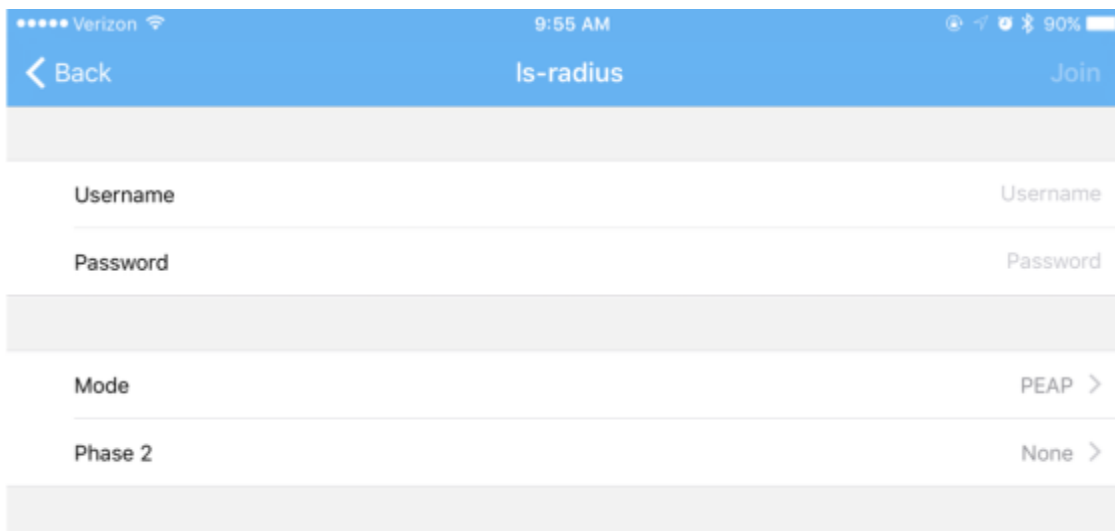 Verizon 9:55 AM 90%
Back ls-radius Join
Username Username
Password Password
Mode PEAP
Phase 2 None